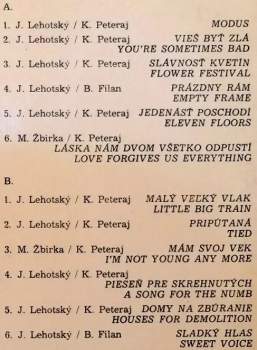 A.
1. J. Lehotský / K. Peteraj MODUS
2. J. Lehotský / K. Peteraj VIEŠ BYŤ ZLÁ
YOU'RE SOMETIMES BAD
3. J. Lehotský / K. Peteraj SLÁVNOSŤ KVETÍN
FLOWER FESTIVAL
4. J. Lehotský / B. Filan PRÁZDNY RÁM
EMPTY FRAME
5. J. Lehotský / K. Peteraj JEDENÁSŤ POSCHODÍ
ELEVEN FLOORS
6. M. Žbirka / K. Peteraj
LÁSKA NÁM DVOM VŠETKO ODPUSTÍ
LOVE FORGIVES US EVERYTHING
B.
1. J. Lehotský / K. Peteraj MALÝ VEĽKÝ VLAK
LITTLE BIG TRAIN
2. J. Lehotský / K. Peteraj PRIPÚTANÁ
TIED
3. M. Žbirka / K. Peteraj MÁM SVOJ VEK
I'M NOT YOUNG ANY MORE
4. J. Lehotský / K. Peteraj
PIESEŇ PRE SKREHNUTÝCH
A SONG FOR THE NUMB
5. J. Lehotský / K. Peteraj DOMY NA ZBÚRANIE
HOUSES FOR DEMOLITION
6. J. Lehotský / B. Filan SLADKÝ HLAS
SWEET VOICE